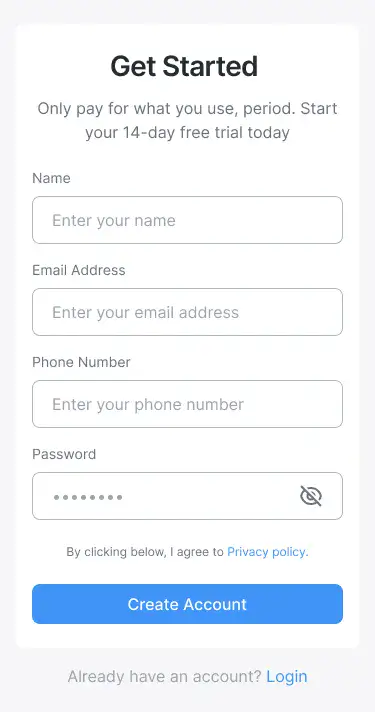 Get Started
Only pay for what you use, period. Start
your 14-day free trial today
Name
Enter your name
Email Address
Enter your email address
Phone Number
Enter your phone number
Password
••••••••
By clicking below, I agree to Privacy policy.
Create Account
Already have an account? Login